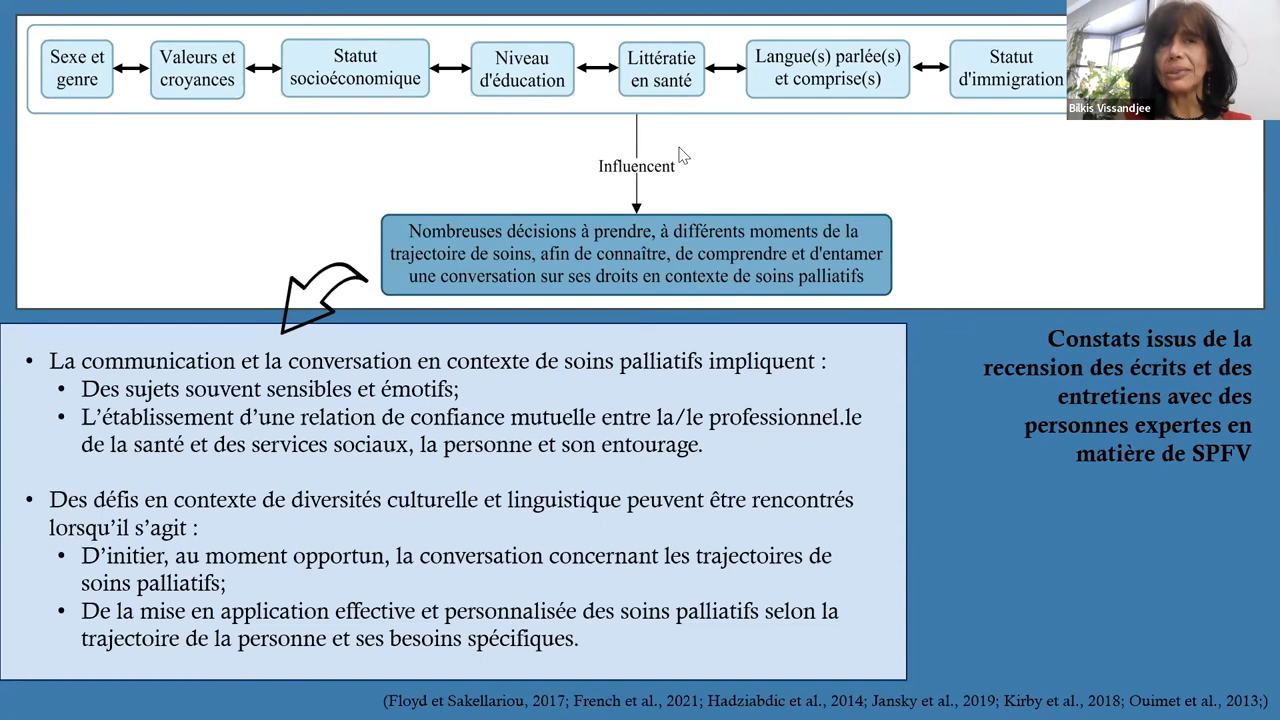 Sexe et
genre
Valeurs et
croyances
Statut
socioéconomique
Niveau
d'éducation
Littératie
en santé
Langue(s) parlée(s)
et comprise(s)
Statut
d'immigration
Bilkis Vissandjee
Influencent
Nombreuses décisions à prendre, à différents moments de la
trajectoire de soins, afin de connaître, de comprendre et d'entamer
une conversation sur ses droits en contexte de soins palliatifs
• La communication et la conversation en contexte de soins palliatifs impliquent :
• Des sujets souvent sensibles et émotifs;
• L'établissement d'une relation de confiance mutuelle entre la/le professionnel.le
de la santé et des services sociaux, la personne et son entourage.
• Des défis en contexte de diversités culturelle et linguistique peuvent être rencontrés
lorsqu'il s'agit :
• D'initier, au moment opportun, la conversation concernant les trajectoires de
soins palliatifs;
• De la mise en application effective et personnalisée des soins palliatifs selon la
trajectoire de la personne et ses besoins spécifiques.
Constats issus de la
recension des écrits et des
entretiens avec des
personnes expertes en
matière de SPFV
(Floyd et Sakellariou, 2017; French et al., 2021; Hadziabdic et al., 2014; Jansky et al., 2019; Kirby et al., 2018; Ouimet et al., 2013;)